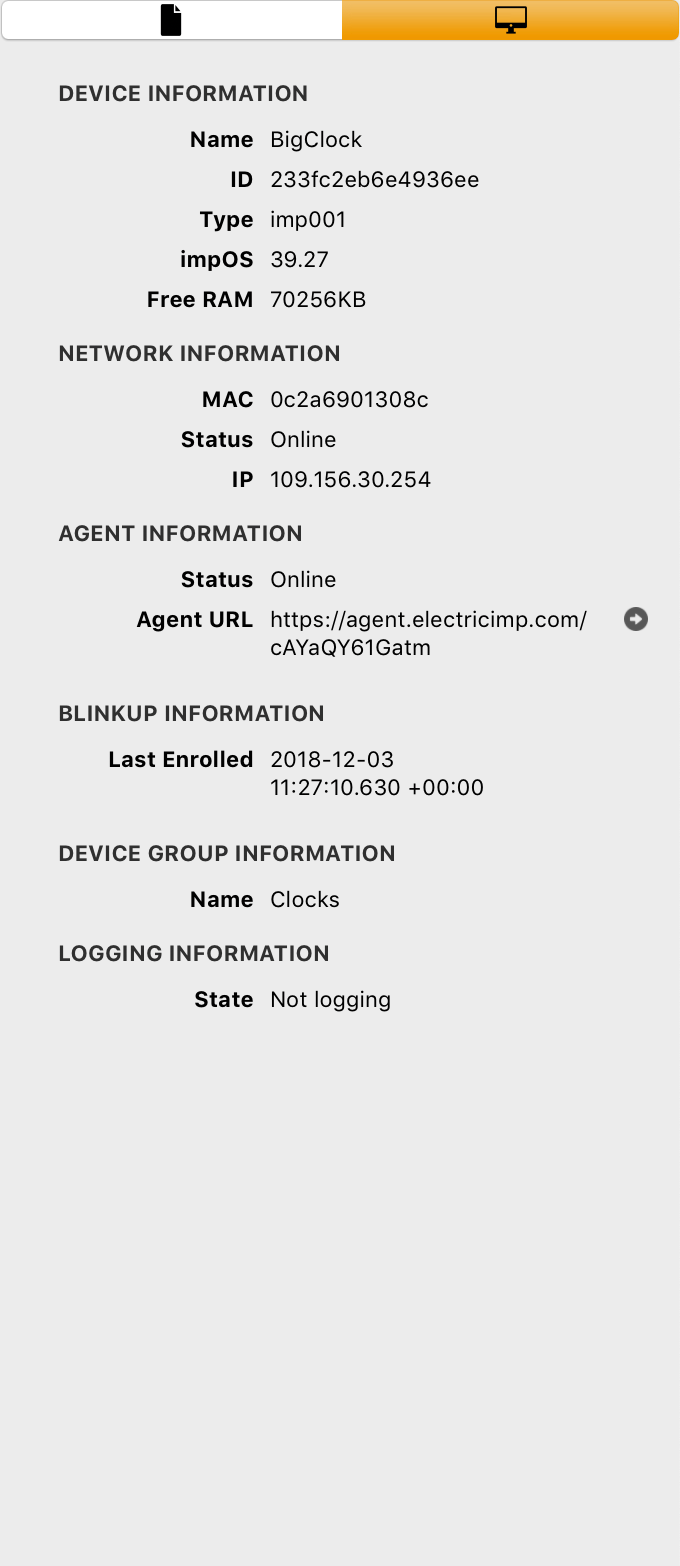 DEVICE INFORMATION
Name BigClock
ID 233fc2eb6e4936ee
Type imp001
impOS 39.27
Free RAM 70256KB
NETWORK INFORMATION
MAC 0c2a6901308c
Status Online
IP 109.156.30.254
AGENT INFORMATION
Status Online
Agent URL https://agent.electricimp.com/
cAYaQY61Gatm
BLINKUP INFORMATION
Last Enrolled 2018-12-03
11:27:10.630 +00:00
DEVICE GROUP INFORMATION
Name Clocks
LOGGING INFORMATION
State Not logging